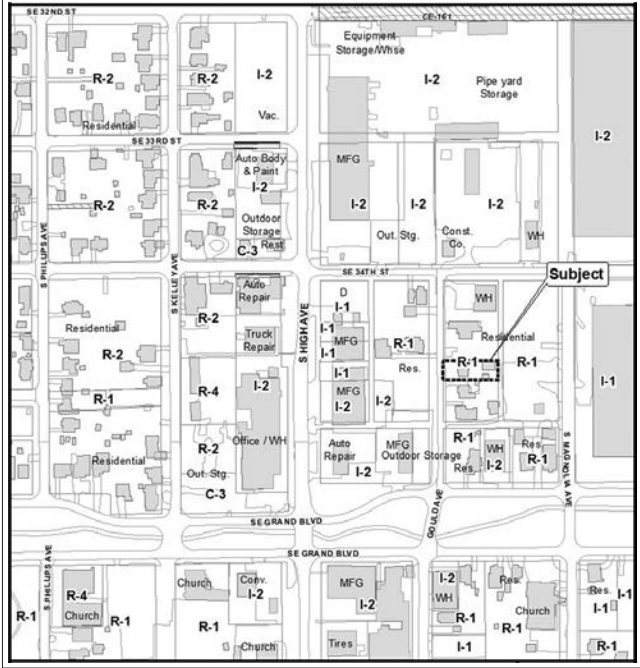 SE 32ND ST
CE-161
Equipment
Storage/Whse
R-2
R-2
I-2
I-2
Pipe yard
Storage
Vac.
Residential
I-2
SE 33RD ST
Auto Body
& Paint
I-2
MFG
R-2
R-2
I-2
I-2
I-2
Outdoor
Storage
Out. Stg.
Const.
Co.
WH
C-3
Rest
S PHILLIPS AVE
S KELLEY AVE
SE 34TH ST
Subject
Auto
Repair
D
I-1
WH
R-2
I-1
S HIGH AVE
Residential
Truck
Repair
MFG
I-1
R-1
Residential
R-2
R-1
R-1
I-1
Res.
R-4
I-2
MFG
I-2
I-2
I-1
R-1
R-2
Office / WH
Auto
Repair
I-2
MFG
Outdoor Storage
R-1
Res.
WH
I-2
Res.
R-1
Residential
Out. Stg.
C-3
S MAGNOLIA AVE
GOULD AVE
SE GRAND BLVD
SE GRAND BLVD
S PHILLIPS AVE
R-4
Church
R-1
R-1
Church
R-1
Conv.
I-2
Church
MFG
I-2
Tires
I-2
WH
R-1
I-1
Res.
Church
R-1
Res.
I-1
I-1